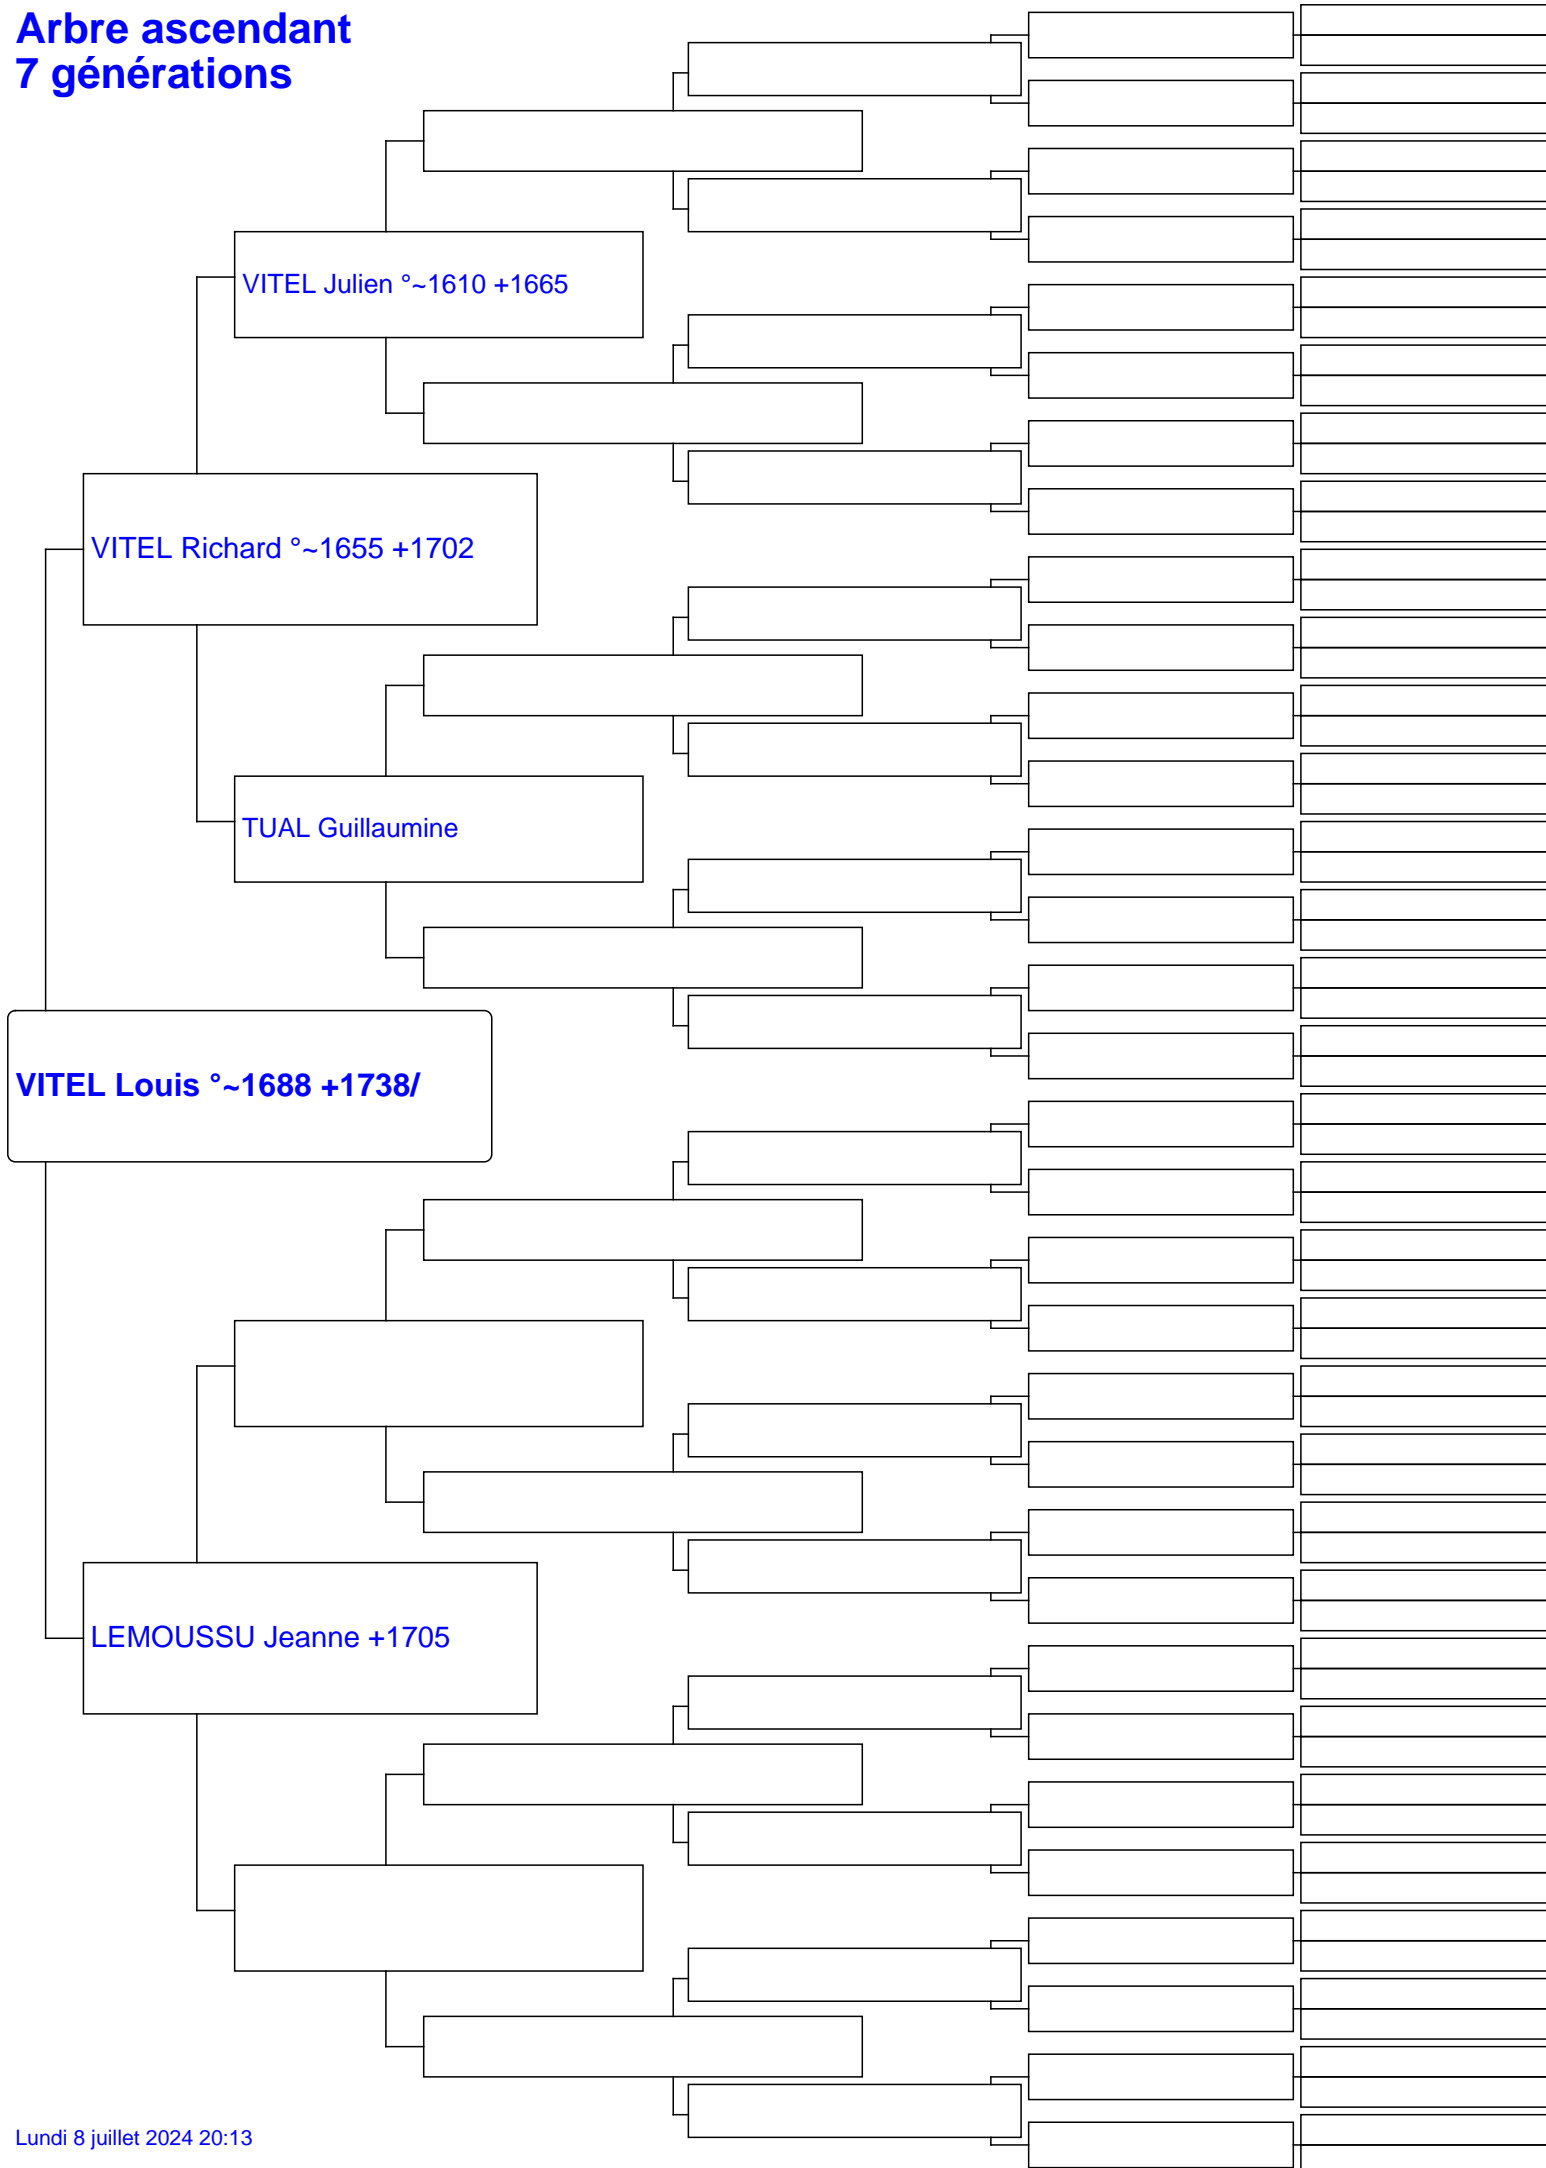 Arbre ascendant
7 générations
VITEL Julien °~1610 +1665
VITEL Richard °~1655 +1702
TUAL Guillaumine
VITEL Louis °~1688 +1738/
LEMOUSSU Jeanne +1705
Lundi 8 juillet 2024 20:13